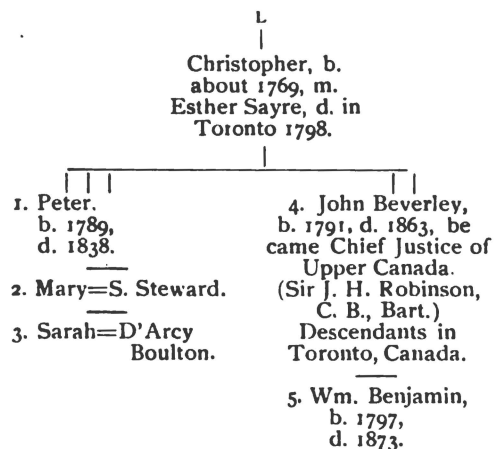 L
Christopher, b.
about 1769, m.
Esther Sayre, d. in
Toronto 1798.
1. Peter.
b. 1789,
d. 1838.
2. Mary=S. Steward.
3. Sarah=D'Arcy
Boulton.
4. John Beverley,
b. 1791, d. 1863, be
came Chief Justice of
Upper Canada.
(Sir J. H. Robinson,
C. B., Bart.)
Descendants in
Toronto, Canada.
5. Wm. Benjamin,
b. 1797,
d. 1873.